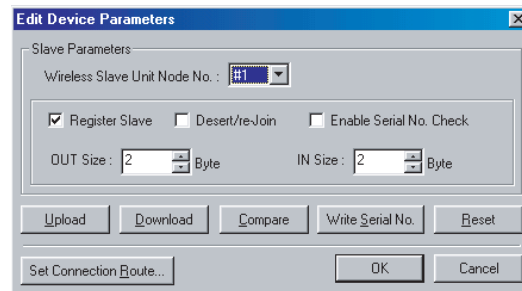 Edit Device Parameters
Slave Parameters
Wireless Slave Unit Node No. : #1
Register Slave Desert/re-Join Enable Serial No. Check
OUT Size : 2 Byte IN Size : 2 Byte
Upload Download Compare Write Serial No. Reset
Set Connection Route... OK Cancel